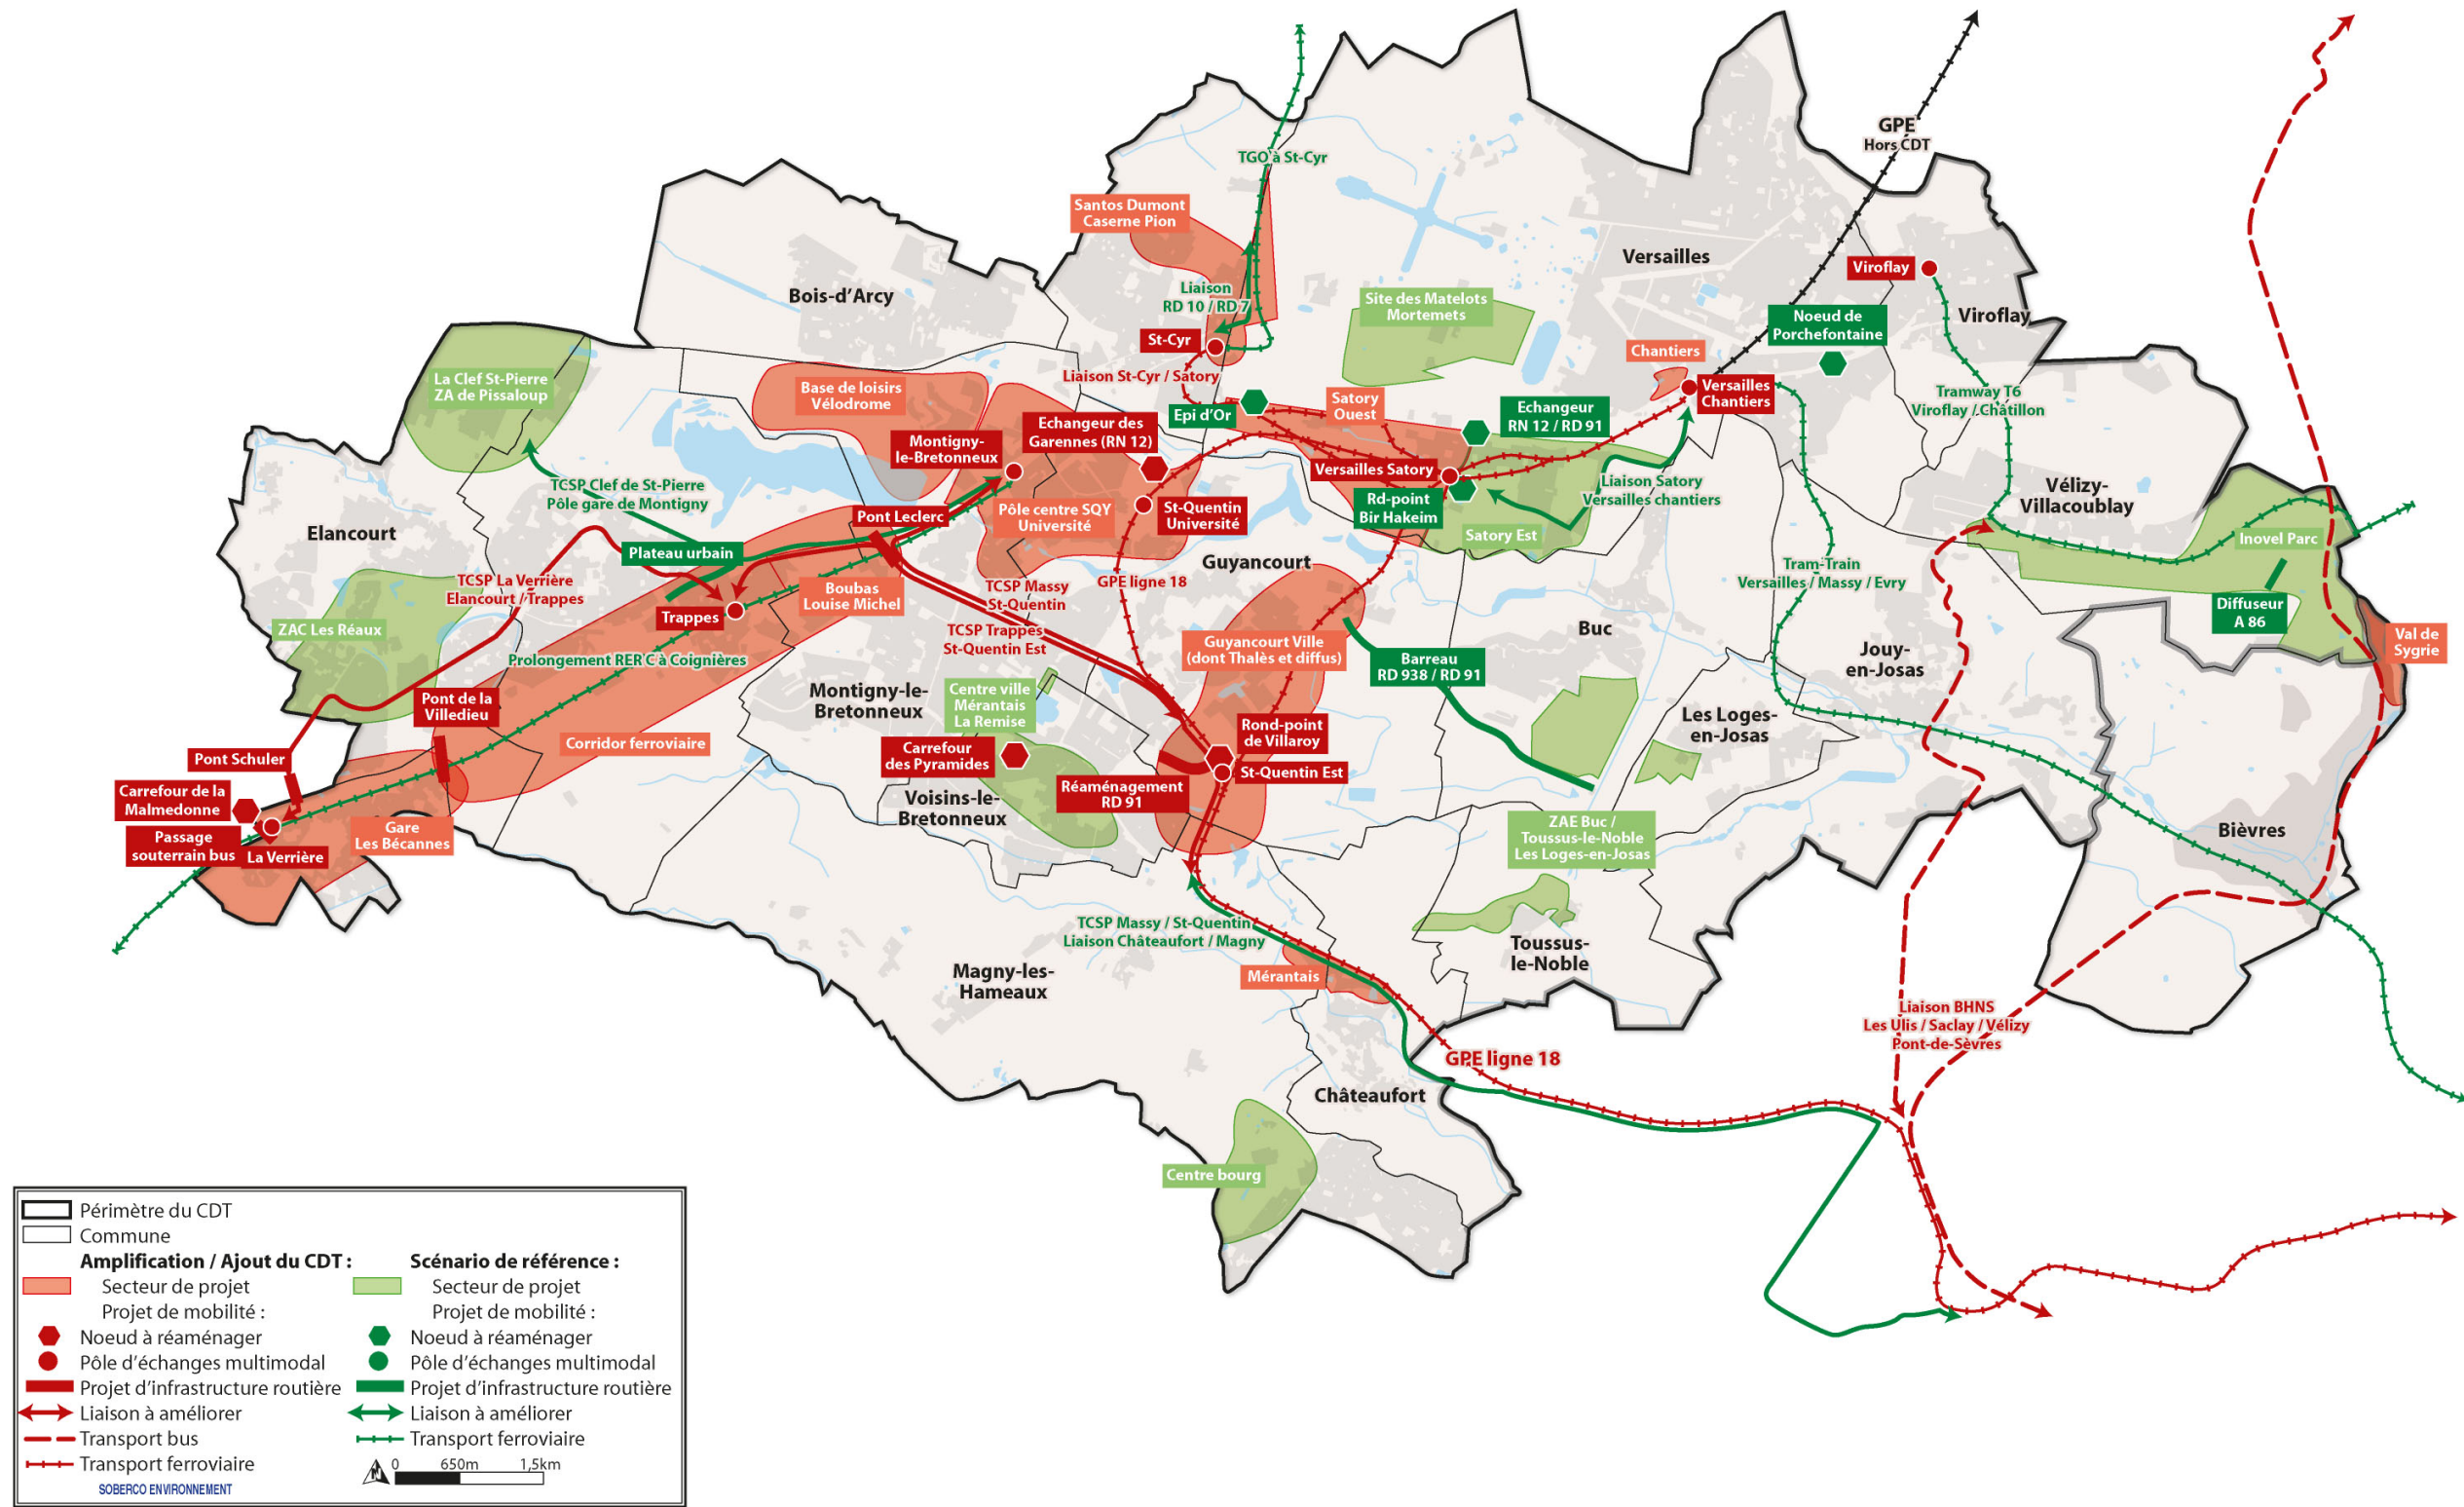 GPE
Hors CDT
TGO à St-Cyr
Santos Dumont
Caserne Pion
Versailles
Viroflay
Bois-d'Arcy
Liaison
RD 10 / RD 7
Site des Matelots
Mortemets
Noeud de
Porchefontaine
Viroflay
St-Cyr
Chantiers
Liaison St-Cyr / Satory
La Clef St-Pierre
ZA de Pissaloup
Base de loisirs
Vélodrome
Versailles
Chantiers
Tramway T6
Viroflay / Châtillon
Satory
Ouest
Epi d'Or
Echangeur
RN 12 / RD 91
Echangeur des
Garennes (RN 12)
Montigny-
le-Bretonneux
Versailles Satory
TCSP Clef de St-Pierre
Pôle gare de Montigny
Liaison Satory
Versailles chantiers
Vélizy-
Villacoublay
Pont Leclerc
Pôle centre SQY
Université
St-Quentin
Université
Rd-point
Bir Hakeim
Satory Est
Inovel Parc
Elancourt
Plateau urbain
Guyancourt
TCSP La Verrière
Elancourt / Trappes
Boubas
Louise Michel
TCSP Massy
St-Quentin
GPE ligne 18
Tram-Train
Versailles / Massy / Evry
Diffuseur
A 86
Trappes
ZAC Les Réaux
TCSP Trappes
St-Quentin Est
Guyancourt Ville
(dont Thalès et diffus)
Buc
Val de
Sygrie
Prolongement RER C à Coignières
Barreau
RD 938 / RD 91
Jouy-
en-Josas
Montigny-le-
Bretonneux
Centre ville
Mérantais
La Remise
Pont de la
Villedieu
Les Loges-
en-Josas
Rond-point
de Villaroy
Corridor ferroviaire
Pont Schuler
Carrefour
des Pyramides
St-Quentin Est
Carrefour de la
Malmedonne
Réaménagement
RD 91
Voisins-le-
Bretonneux
Gare
Les Bécannes
Passage
souterrain bus
La Verrière
ZAE Buc /
Toussus-le-Noble
Les Loges-en-Josas
Bièvres
TCSP Massy / St-Quentin
Liaison Châteaufort / Magny
Toussus-
le-Noble
Magny-les-
Hameaux
Mérantais
Liaison BHNS
Les Ulis / Saclay / Vélizy
Pont-de-Sèvres
GPE ligne 18
Châteaufort
Centre bourg
Périmètre du CDT
Commune
Amplification / Ajout du CDT :
Secteur de projet
Projet de mobilité :
Noeud à réaménager
Pôle d'échanges multimodal
Projet d'infrastructure routière
Liaison à améliorer
Transport bus
Transport ferroviaire
Scénario de référence :
Secteur de projet
Projet de mobilité :
Noeud à réaménager
Pôle d'échanges multimodal
Projet d'infrastructure routière
Liaison à améliorer
Transport ferroviaire
N
0 650m 1,5km
SOBERCO ENVIRONNEMENT